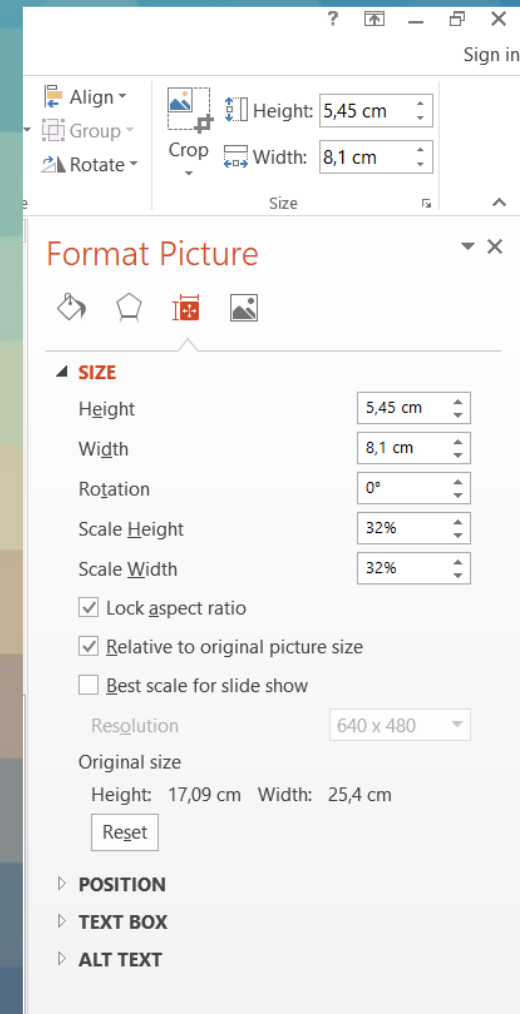 ?
Sign in
Align
Group
Rotate
Crop
Height: 5,45 cm
Width: 8,1 cm
Size
Format Picture
SIZE
Height 5,45 cm
Width 8,1 cm
Rotation 0°
Scale Height 32%
Scale Width 32%
Lock aspect ratio
Relative to original picture size
Best scale for slide show
Resolution 640 x 480
Original size
Height: 17,09 cm Width: 25,4 cm
Reset
POSITION
TEXT BOX
ALT TEXT